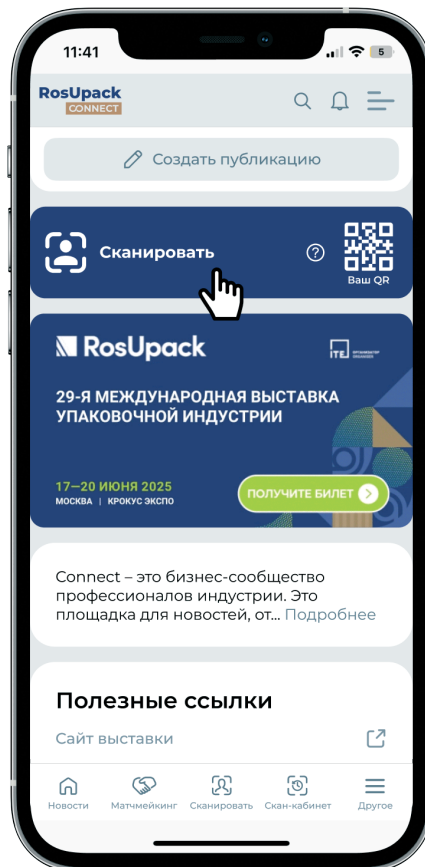 11:41
5
RosUpack
CONNECT
Создать публикацию
Сканировать
?
Ваш QR
RosUpack
iTE
29-Я МЕЖДУНАРОДНАЯ ВЫСТАВКА
УПАКОВОЧНОЙ ИНДУСТРИИ
17–20 ИЮНЯ 2025
МОСКВА | КРОКУС ЭКСПО
ПОЛУЧИТЕ БИЛЕТ
Connect – это бизнес-сообщество
профессионалов индустрии. Это
площадка для новостей, от... Подробнее
Полезные ссылки
Сайт выставки
Новости Матчмейкинг Сканировать Скан-кабинет Другое